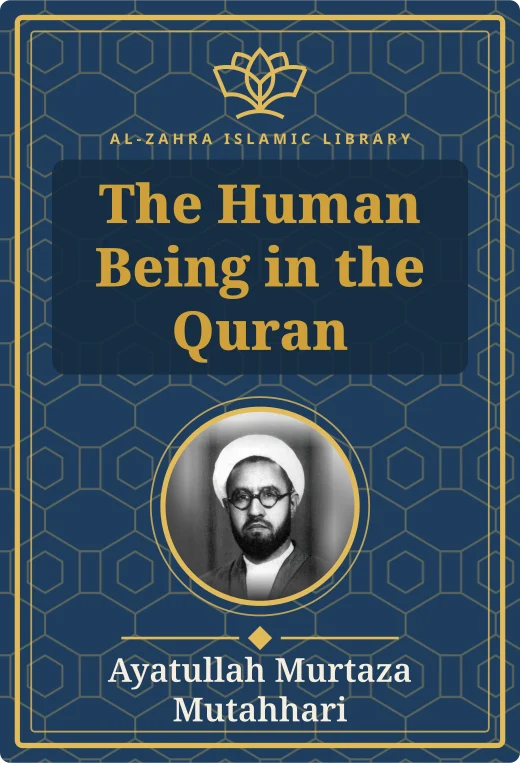 AL-ZAHRA ISLAMIC LIBRARY
The Human
Being in the
Quran
Ayatullah Murtaza
Mutahhari